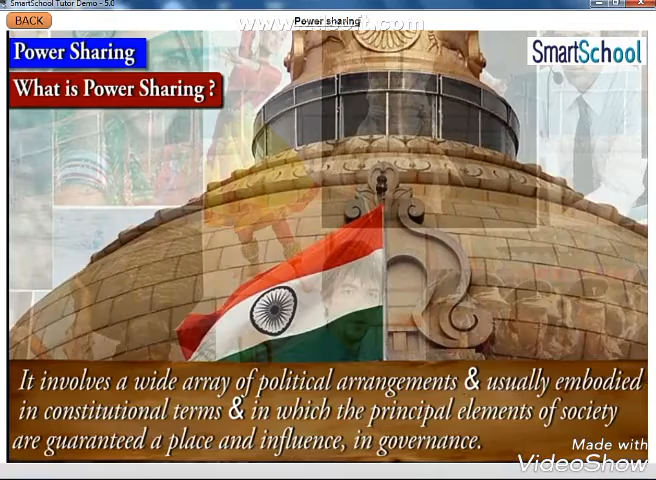 SmartSchool Tutor Demo - 5.0
BACK
Power sharing
Power Sharing
SmartSchool
What is Power Sharing ?
It involves a wide array of political arrangements & usually embodied
in constitutional terms & in which the principal elements of society
are guaranteed a place and influence, in governance.
Made with
VideoShow